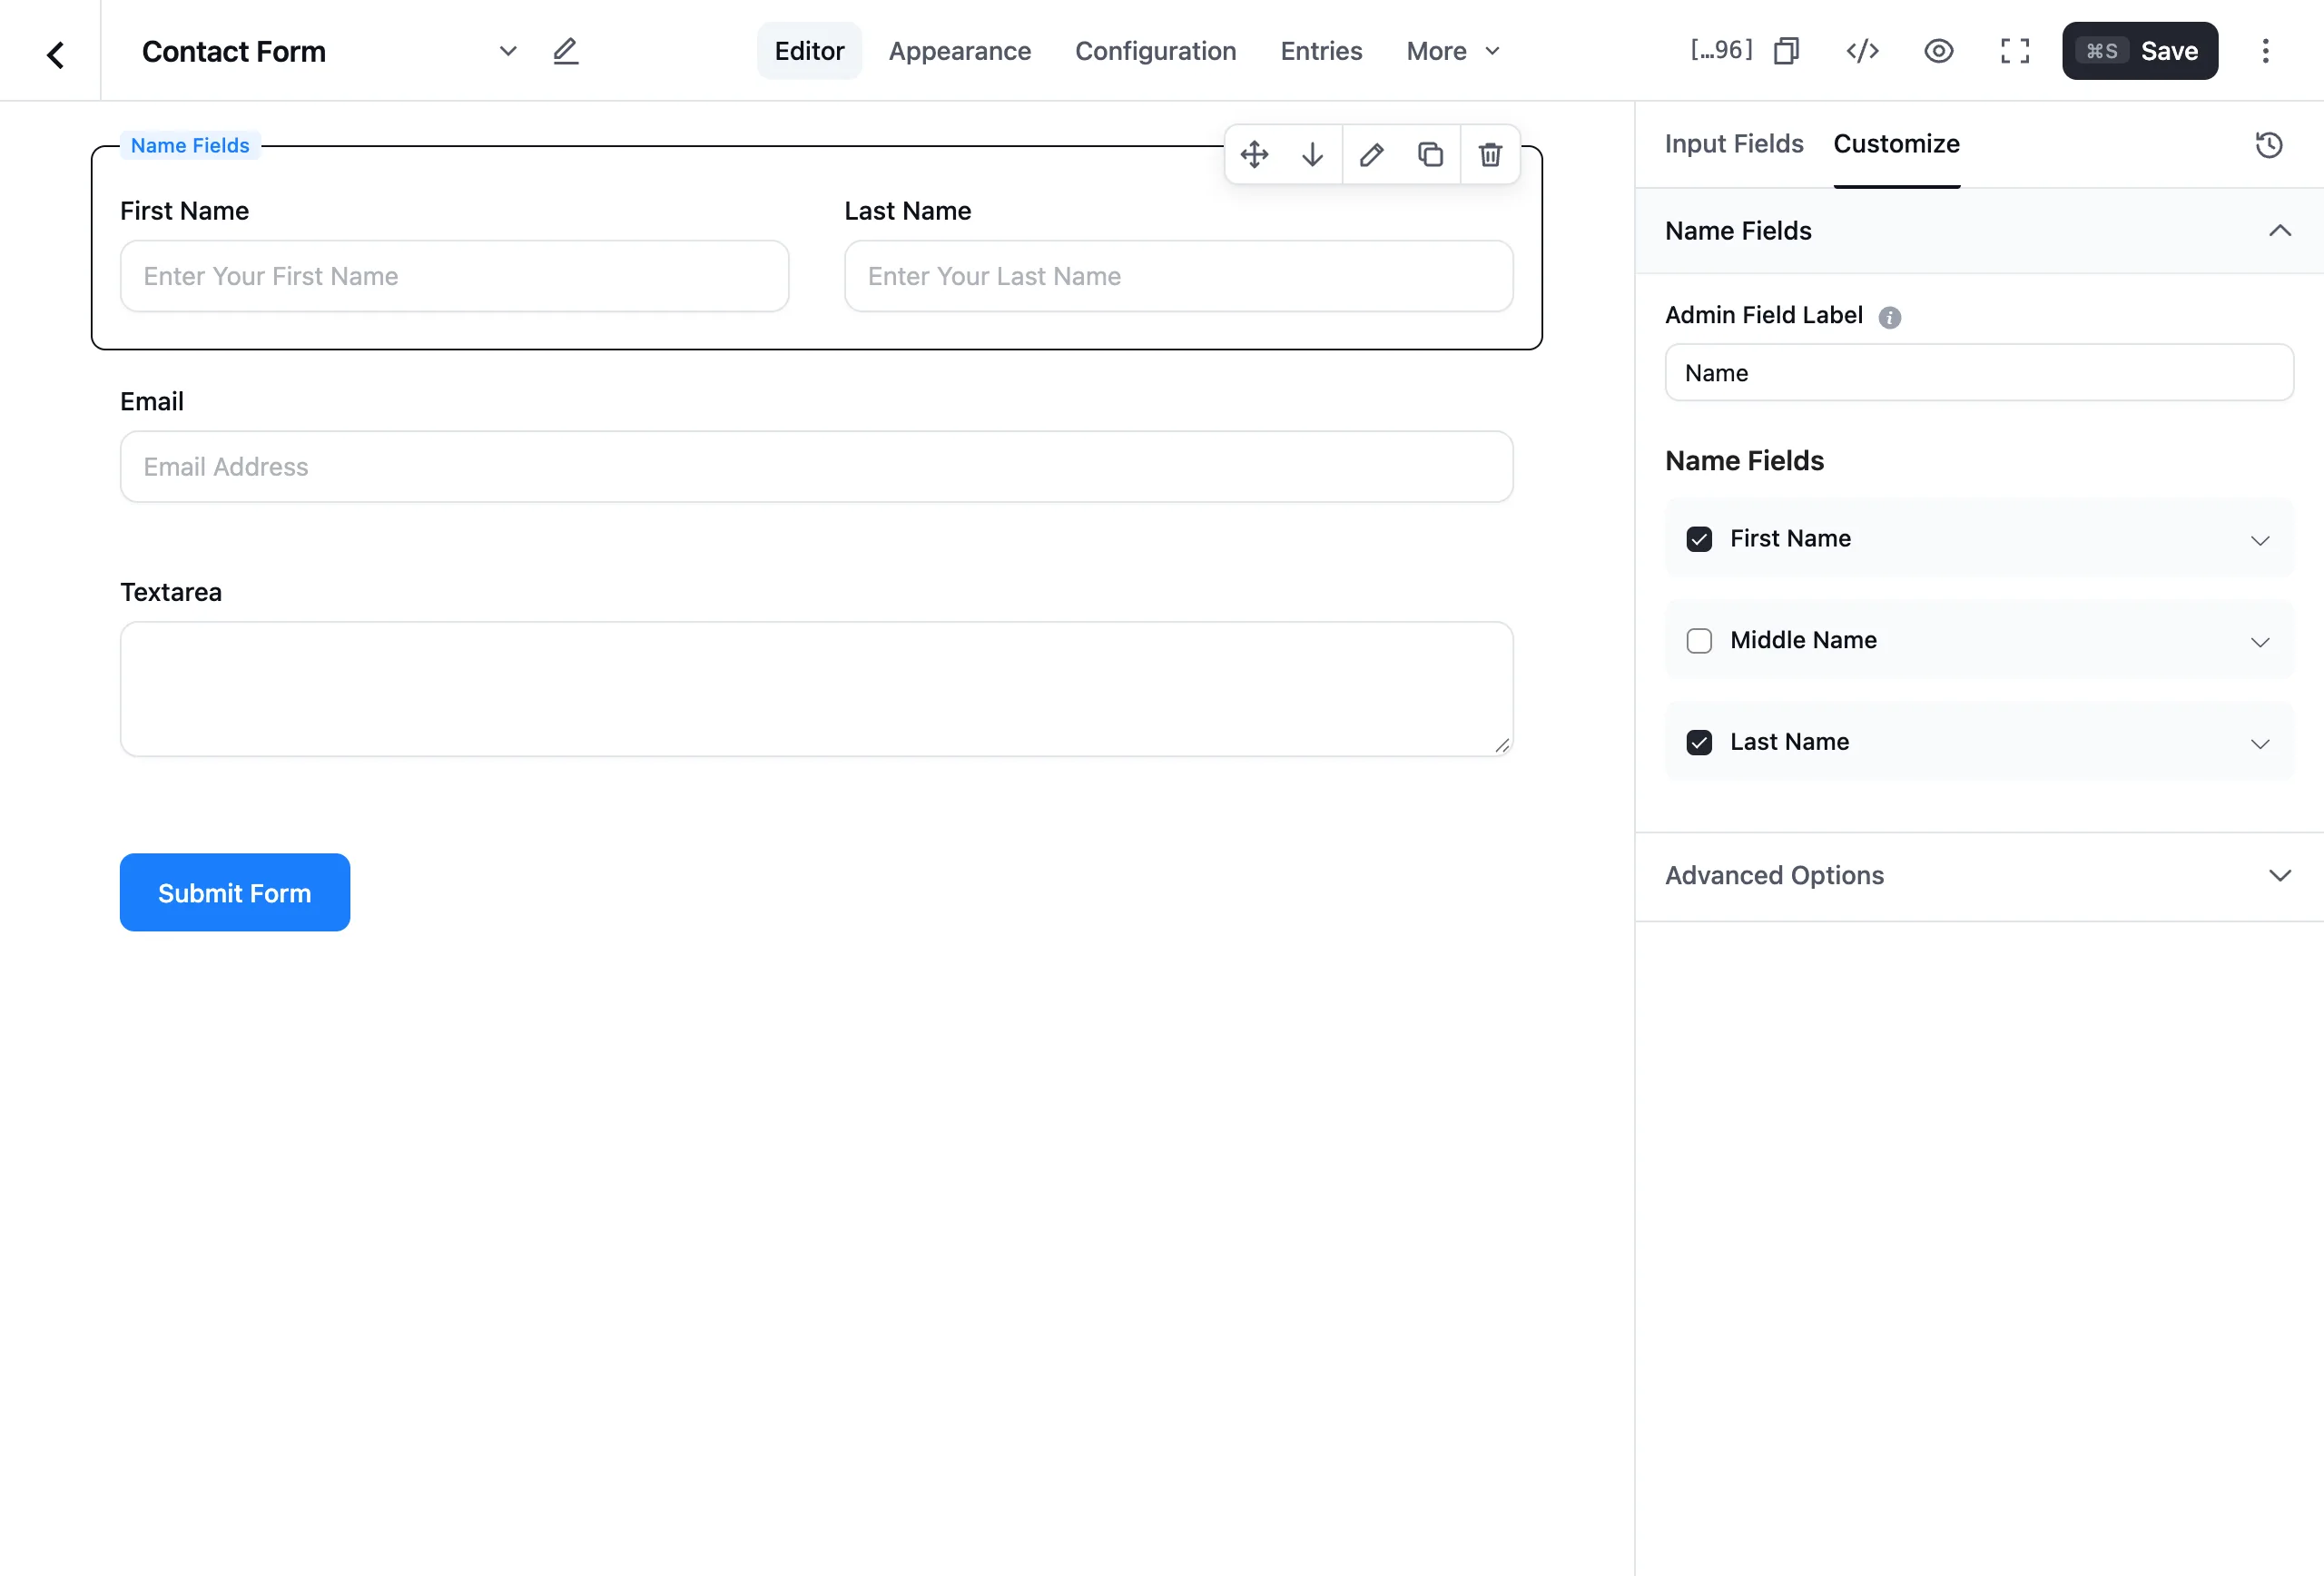 Contact Form
Editor
Appearance
Configuration
Entries
More
[...96]
⌘S Save
Name Fields
First Name
Last Name
Enter Your First Name
Enter Your Last Name
Email
Email Address
Textarea
Submit Form
Input Fields
Customize
Name Fields
Admin Field Label
Name
Name Fields
First Name
Middle Name
Last Name
Advanced Options